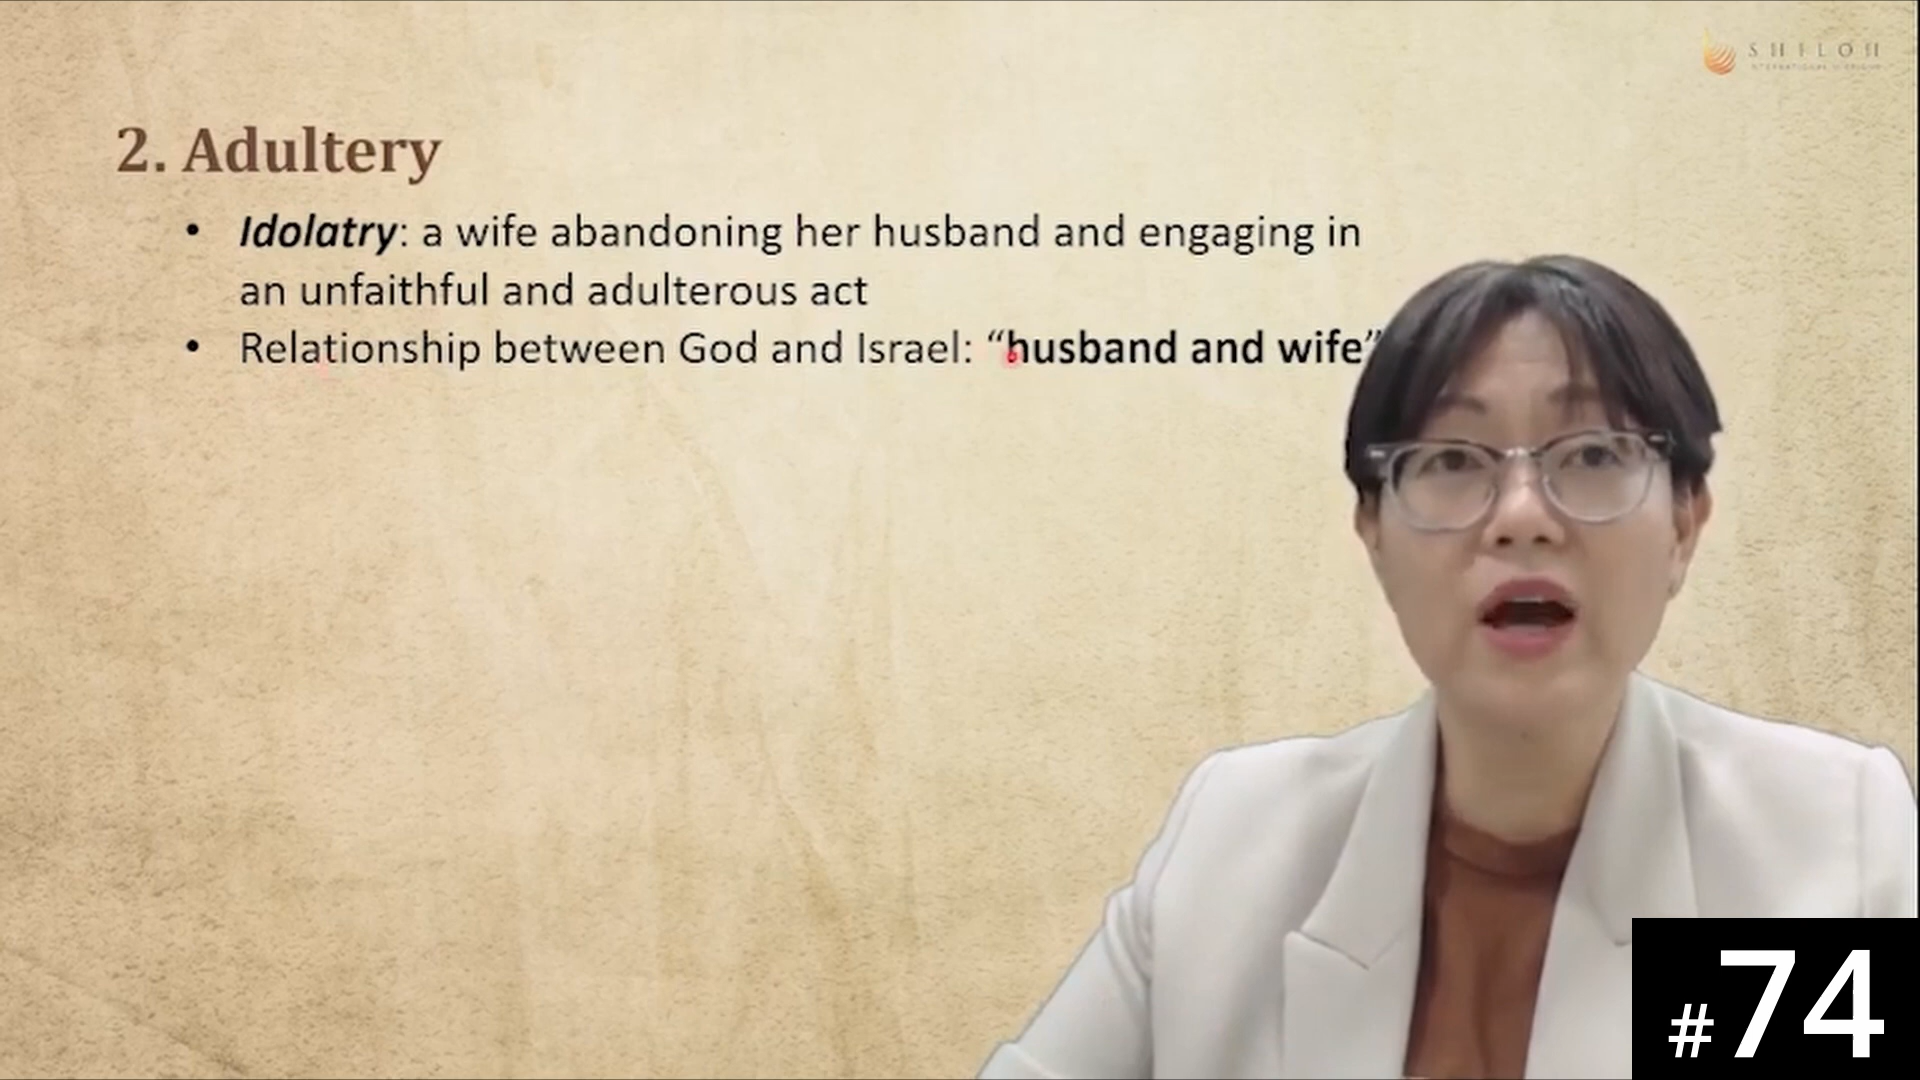 SHILOH
2. Adultery
• Idolatry: a wife abandoning her husband and engaging in
an unfaithful and adulterous act
• Relationship between God and Israel: “husband and wife”
#74